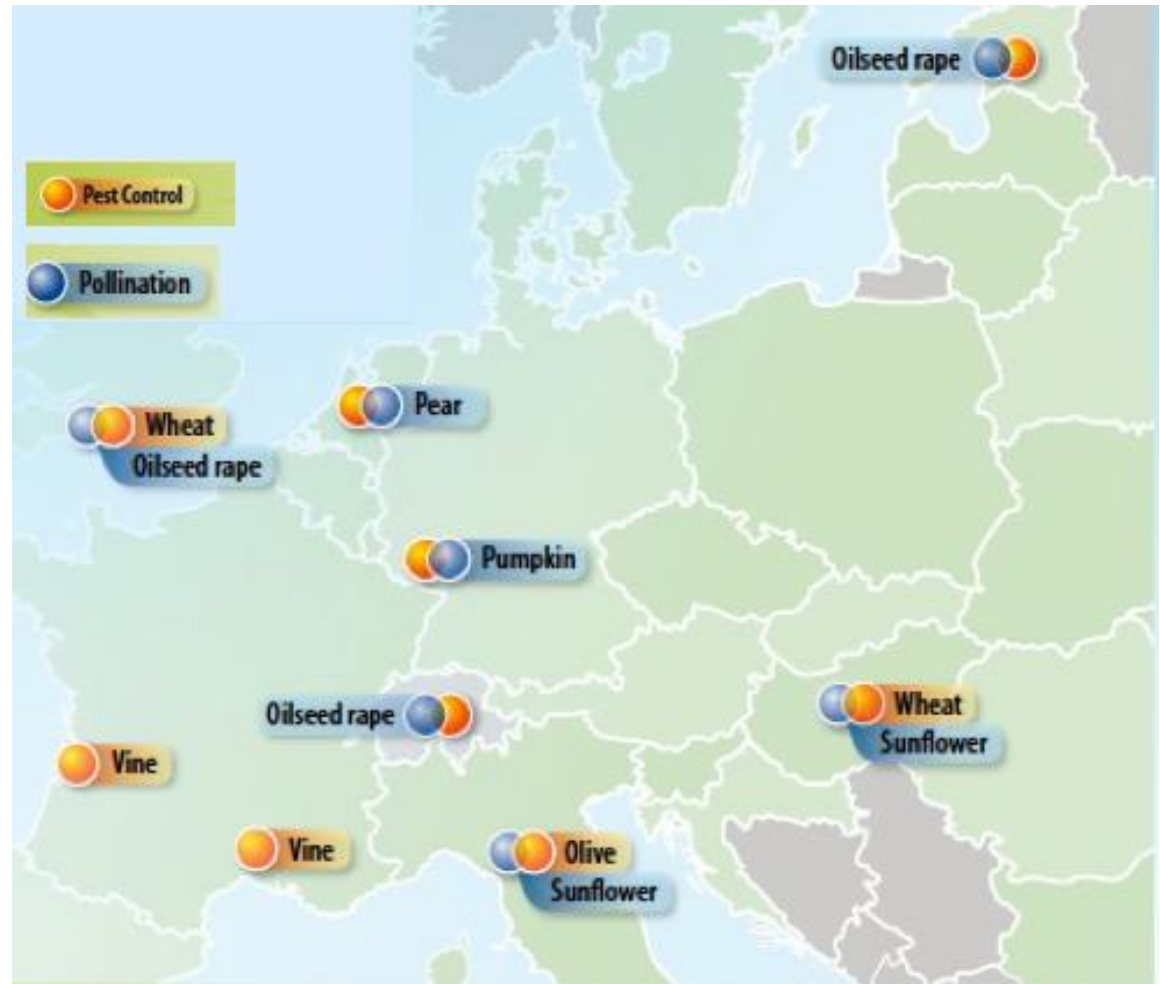 Oilseed rape
Pest Control
Pollination
Pear
Wheat
Oilseed rape
Pumpkin
Oilseed rape
Wheat
Sunflower
Vine
Vine
Olive
Sunflower